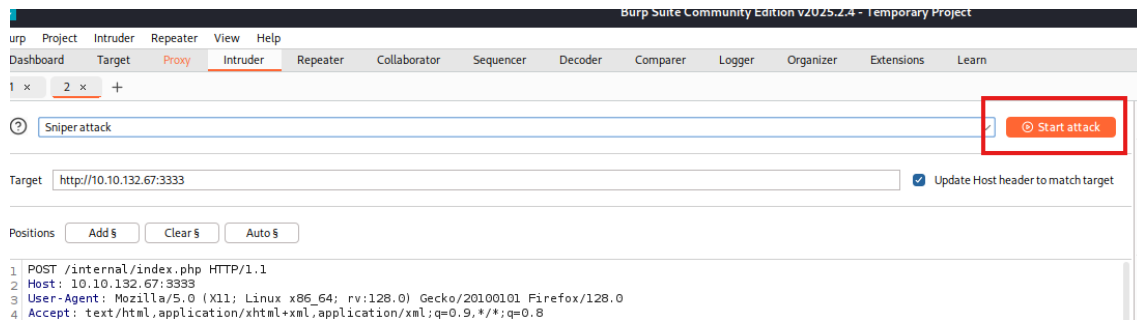 Burp Suite Community Edition v2025.2.4 - Temporary Project
urp Project Intruder Repeater View Help
Dashboard Target Proxy Intruder Repeater Collaborator Sequencer Decoder Comparer Logger Organizer Extensions Learn
1 × 2 × +
? Sniper attack Start attack
Target http://10.10.132.67:3333 Update Host header to match target
Positions Add § Clear § Auto §
1 POST /internal/index.php HTTP/1.1
2 Host: 10.10.132.67:3333
3 User-Agent: Mozilla/5.0 (X11; Linux x86_64; rv:128.0) Gecko/20100101 Firefox/128.0
4 Accept: text/html,application/xhtml+xml,application/xml;q=0.9,*/*;q=0.8